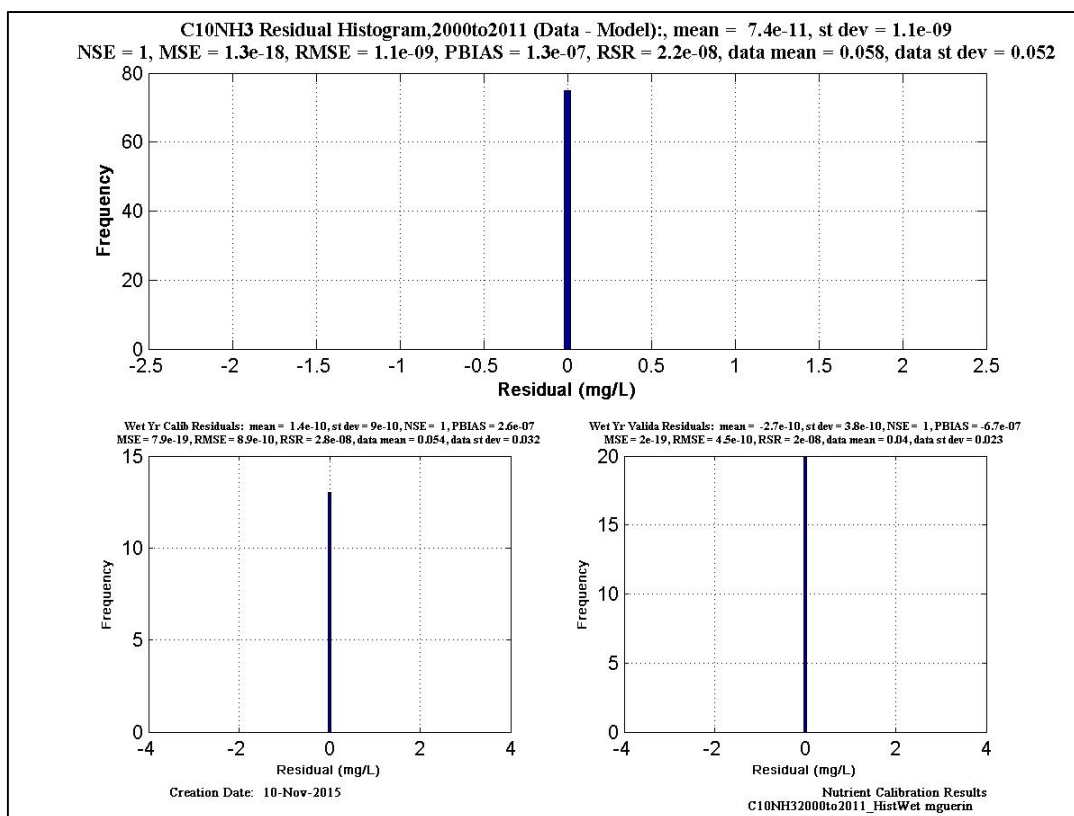 C10NH3 Residual Histogram,2000to2011 (Data - Model):, mean =  7.4e-11, st dev = 1.1e-09
NSE = 1, MSE = 1.3e-18, RMSE = 1.1e-09, PBIAS = 1.3e-07, RSR = 2.2e-08, data mean = 0.058, data st dev = 0.052
80
60
40
20
0
Frequency
-2.5 -2 -1.5 -1 -0.5 0 0.5 1 1.5 2 2.5
Residual (mg/L)
Wet Yr Calib Residuals:  mean =  1.4e-10, st dev = 9e-10, NSE =  1, PBIAS = 2.6e-07
MSE = 7.9e-19, RMSE = 8.9e-10, RSR = 2.8e-08, data mean = 0.054, data st dev = 0.032
15
10
5
0
Frequency
-4 -2 0 2 4
Residual (mg/L)
Wet Yr Valida Residuals:  mean =  -2.7e-10, st dev = 3.8e-10, NSE =  1, PBIAS = -6.7e-07
MSE = 2e-19, RMSE = 4.5e-10, RSR = 2e-08, data mean = 0.04, data st dev = 0.023
20
15
10
5
0
Frequency
-4 -2 0 2 4
Residual (mg/L)
Creation Date:  10-Nov-2015
Nutrient Calibration Results
C10NH32000to2011_HistWet mguerin